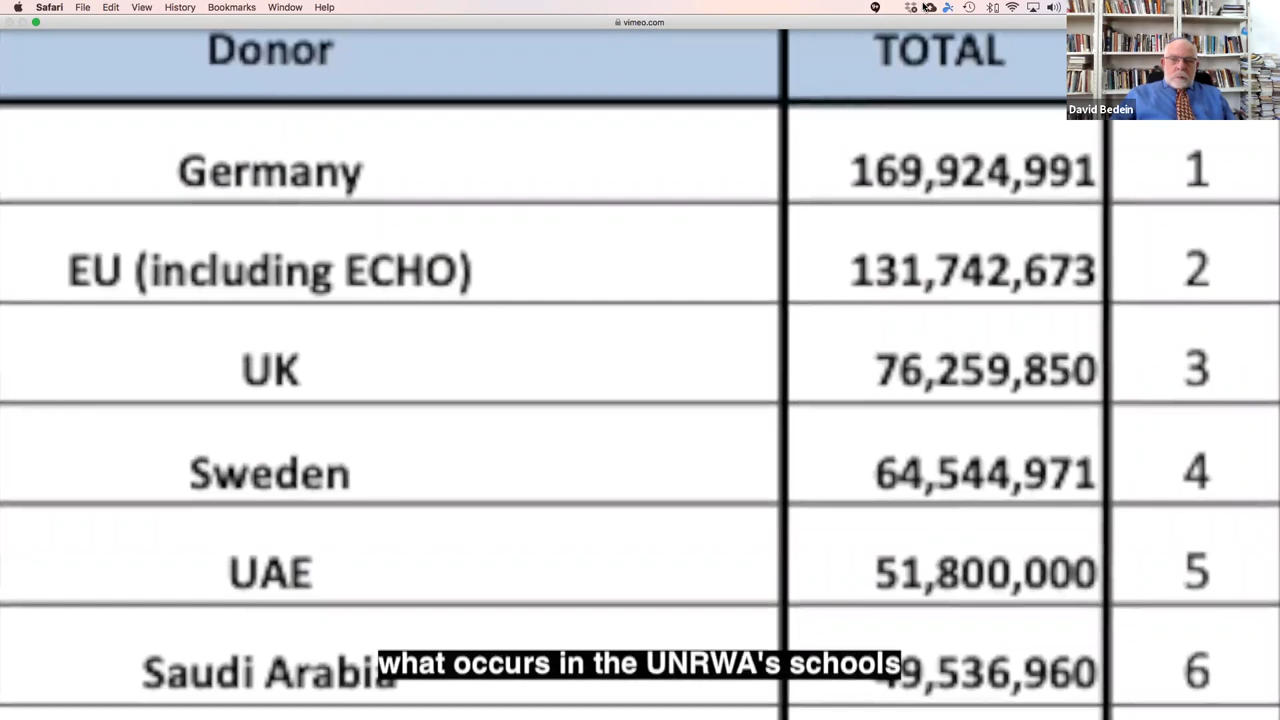 Safari File Edit View History Bookmarks Window Help
vimeo.com
Donor TOTAL
David Bedein
Germany 169,924,991 1
EU (including ECHO) 131,742,673 2
UK 76,259,850 3
Sweden 64,544,971 4
UAE 51,800,000 5
Saudi Arabia 49,536,960 6
what occurs in the UNRWA's schools